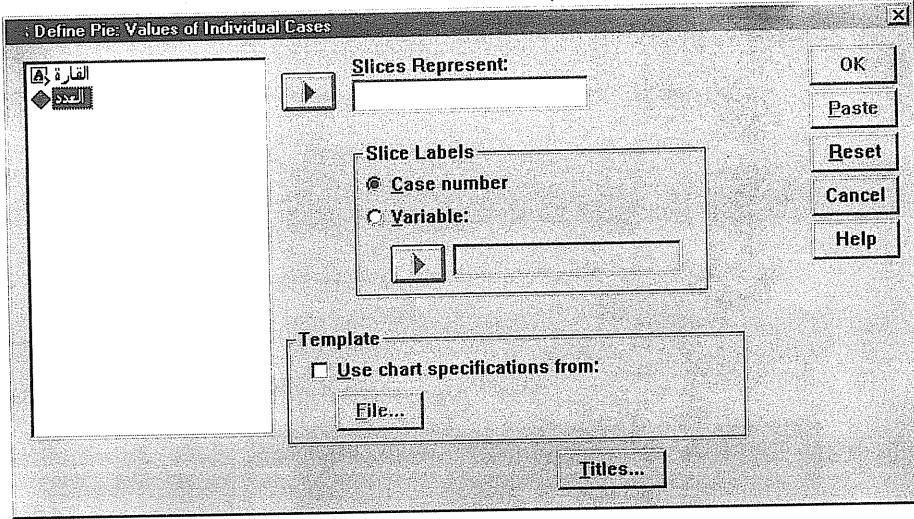 Define Pie: Values of Individual Cases
القارة
العدد
Slices Represent:
Slice Labels
Case number
Variable:
Template
Use chart specifications from:
File...
Titles...
OK
Paste
Reset
Cancel
Help